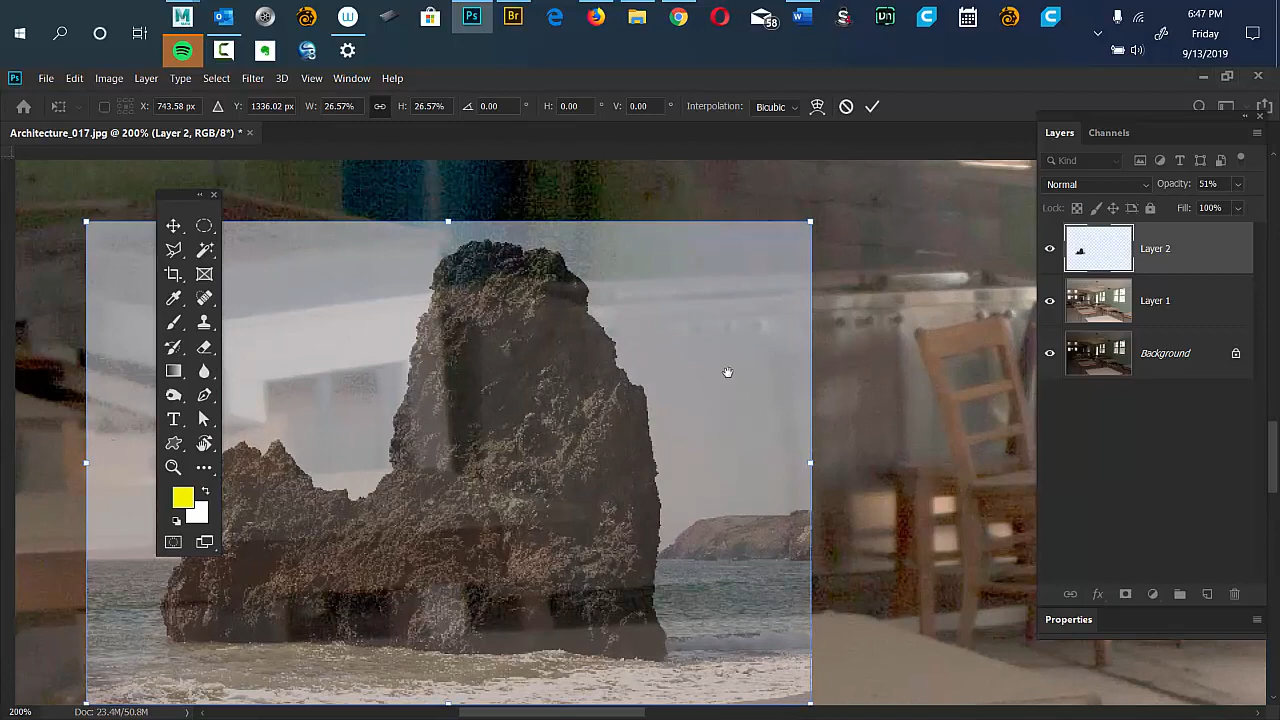 6:47 PM
Friday
9/13/2019
58
File Edit Image Layer Type Select Filter 3D View Window Help
X: 743.58 px Y: 1336.02 px W: 26.57% H: 26.57% 0.00 ° H: 0.00 ° V: 0.00 ° Interpolation: Bicubic
Architecture_017.jpg @ 200% (Layer 2, RGB/8*) *
Layers Channels
Kind
Normal Opacity: 51%
Lock: Fill: 100%
Layer 2
Layer 1
Background
fx
Properties
200% Doc: 23.4M/50.8M